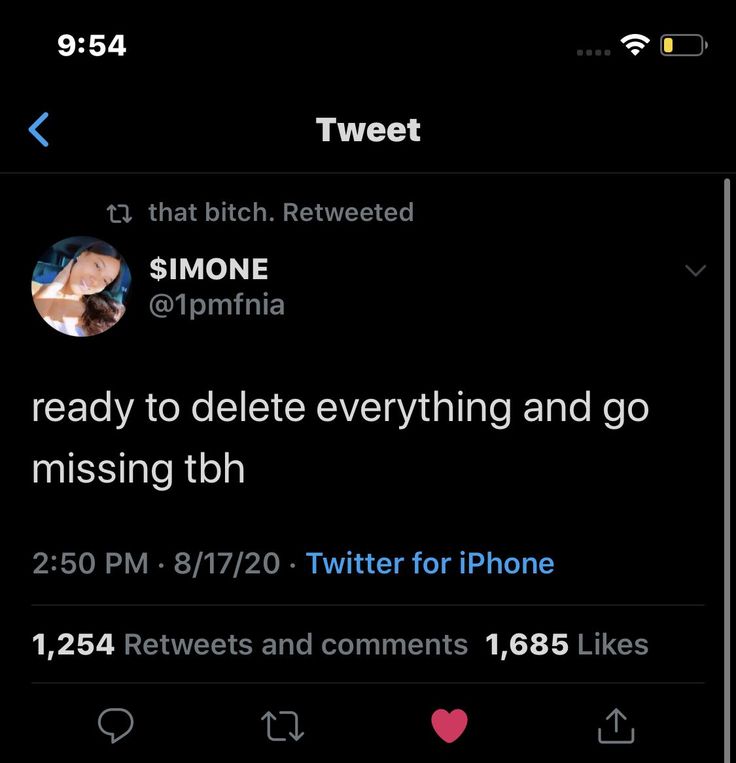 9:54
Tweet
that bitch. Retweeted
$IMONE
@1pmfnia
ready to delete everything and go
missing tbh
2:50 PM · 8/17/20 · Twitter for iPhone
1,254 Retweets and comments 1,685 Likes